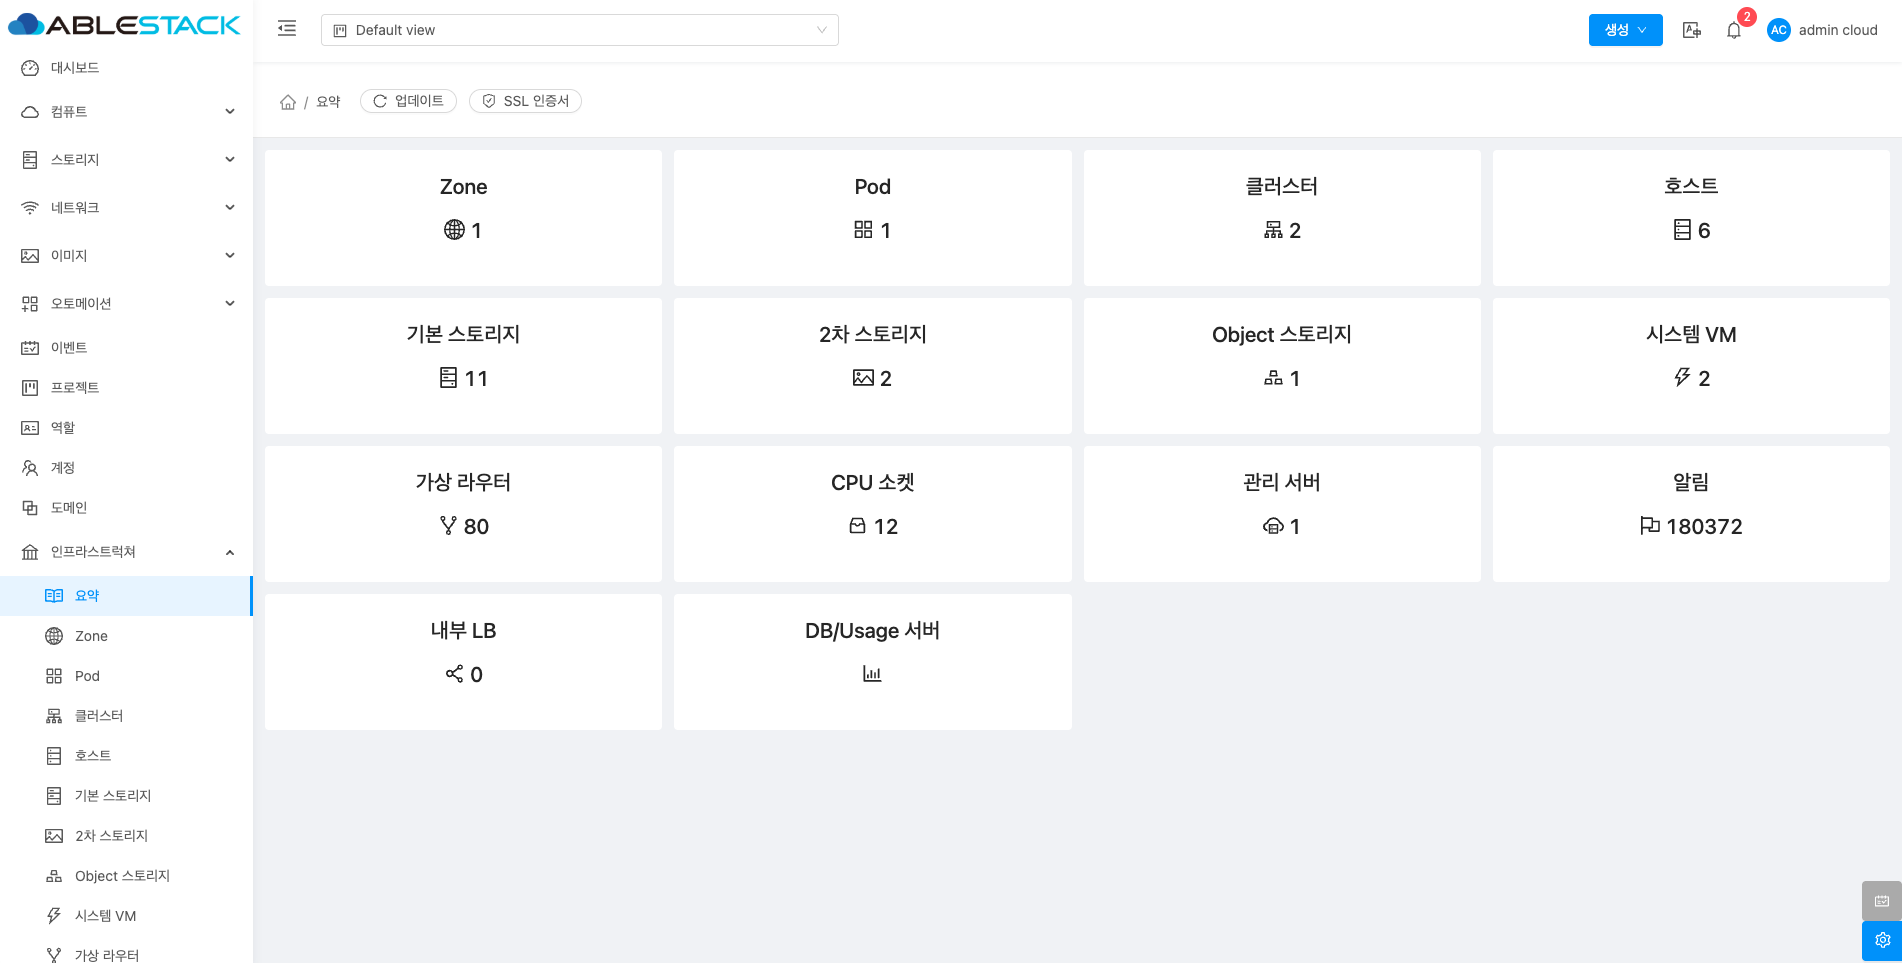 ABLESTACK
Default view
생성
2
AC
admin cloud
대시보드
컴퓨트
스토리지
네트워크
이미지
오토메이션
이벤트
프로젝트
역할
계정
도메인
인프라스트럭쳐
요약
Zone
Pod
클러스터
호스트
기본 스토리지
2차 스토리지
Object 스토리지
시스템 VM
가상 라우터
/ 요약
업데이트
SSL 인증서
Zone
1
Pod
1
클러스터
2
호스트
6
기본 스토리지
11
2차 스토리지
2
Object 스토리지
1
시스템 VM
2
가상 라우터
80
CPU 소켓
12
관리 서버
1
알림
180372
내부 LB
0
DB/Usage 서버